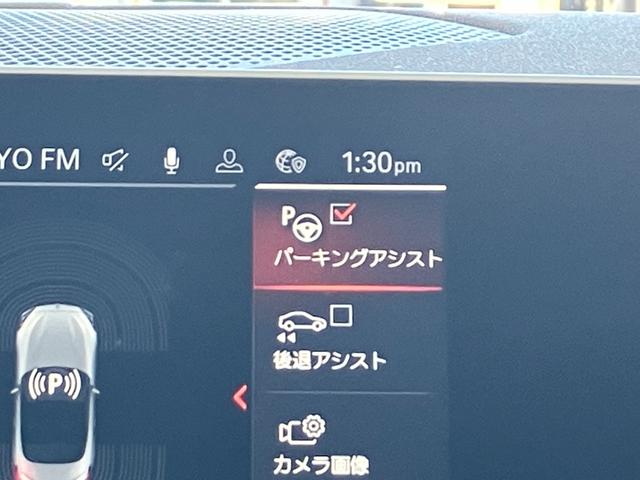 YO FM 1:30pm
P
パーキングアシスト
後退アシスト
P
カメラ画像